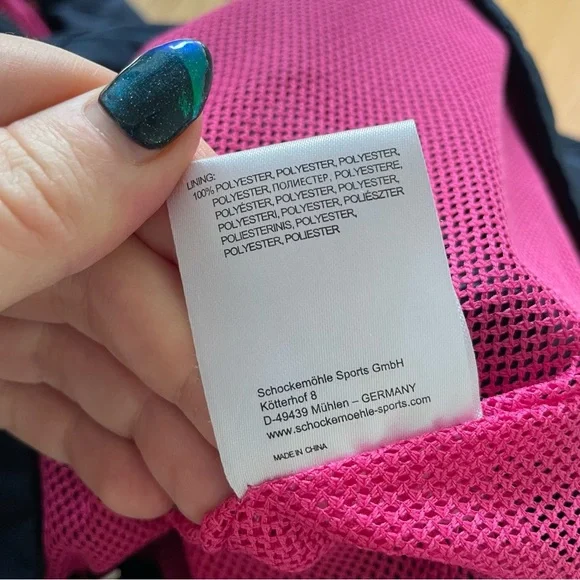 LINING:
100% POLYESTER, POLYESTER, POLYESTER,
POLYESTER, ПОЛИЕСТЕР, POLYESTERE,
POLYÉSTER, POLYESTER, POLYESTER,
POLYESTERI, POLYESTER, POLIÉSZTER
POLIESTERINIS, POLYESTER,
POLYESTER, POLIESTER
Schockemöhle Sports GmbH
Kötterhof 8
D-49439 Mühlen – GERMANY
www.schockemoehle-sports.com
MADE IN CHINA